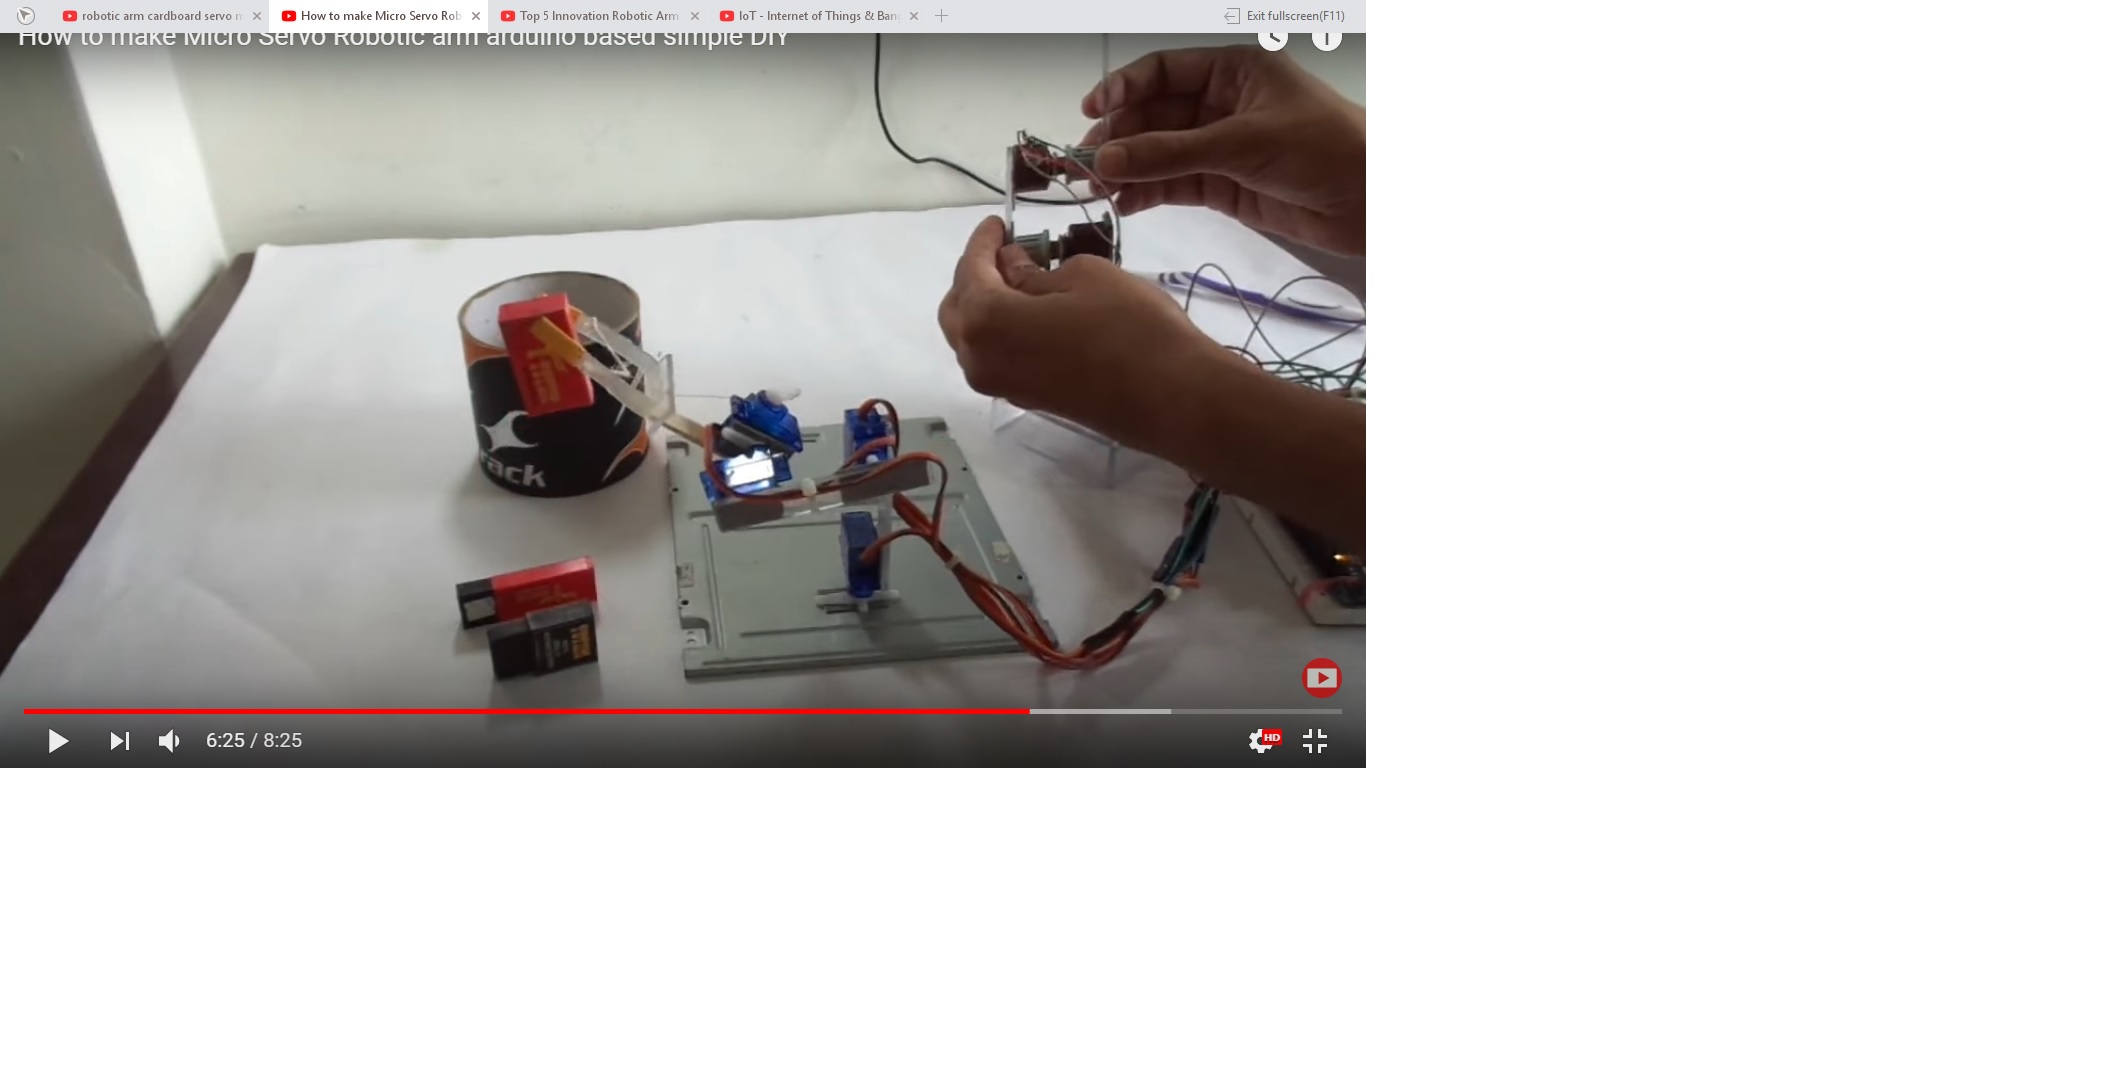 robotic arm cardboard servo m
How to make Micro Servo Rob
Top 5 Innovation Robotic Arm
IoT - Internet of Things & Bang
Exit fullscreen(F11)
How to make Micro Servo Robotic arm arduino based simple DIY
rack
6:25 / 8:25
HD